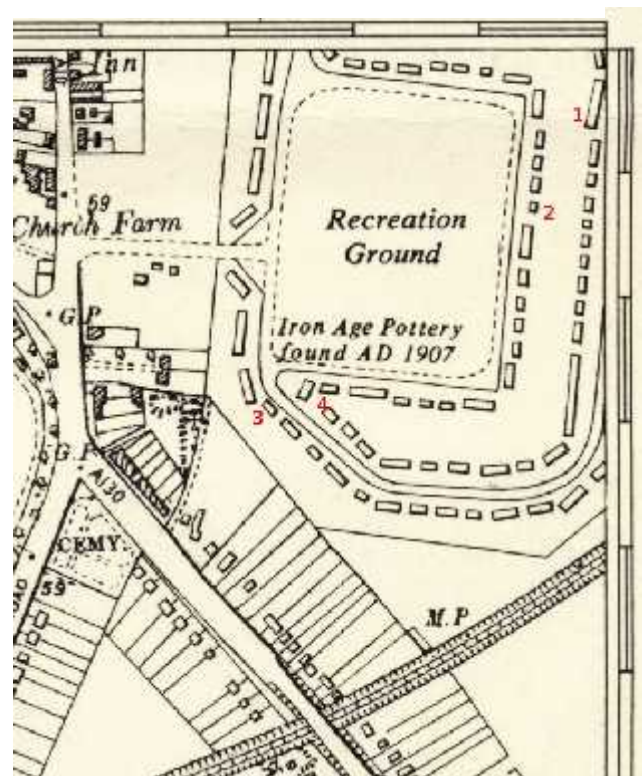 Inn
1
59
2
Church Farm
Recreation
Ground
G.P
Iron Age Pottery
found AD 1907
3
4
G.P
A130
CEMY.
59
M.P